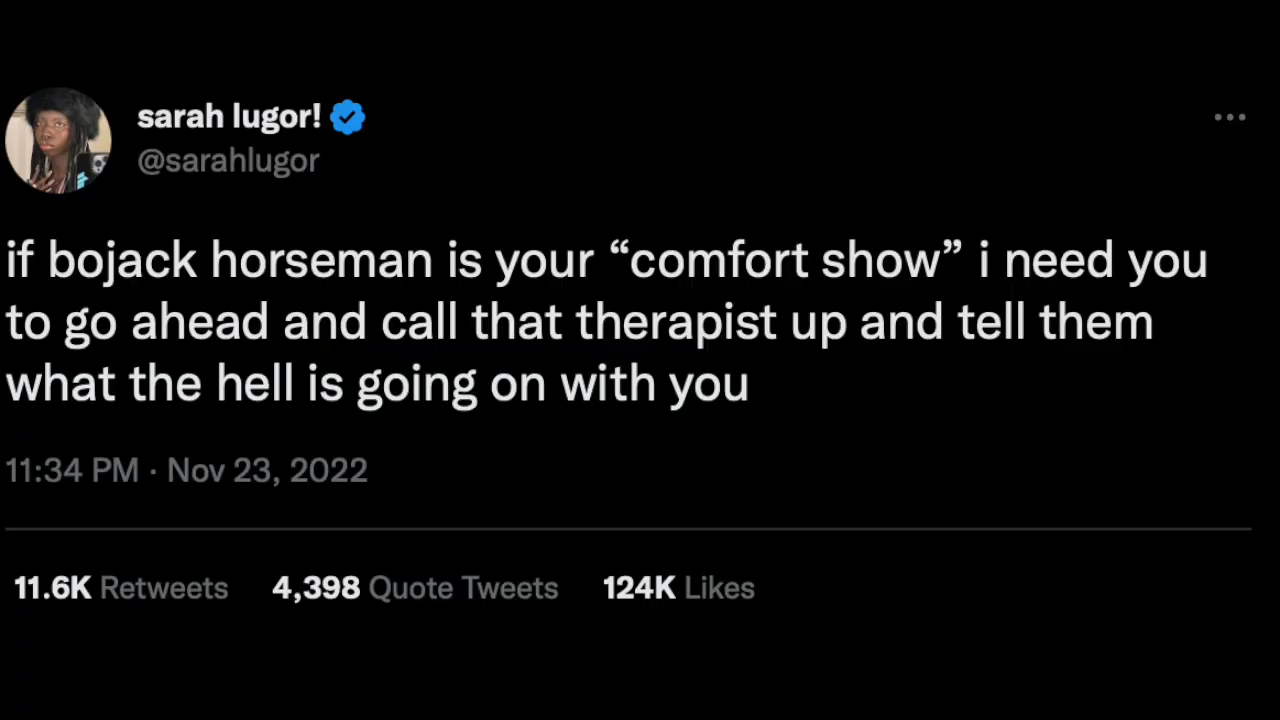 sarah lugor!
@sarahlugor
if bojack horseman is your “comfort show” i need you
to go ahead and call that therapist up and tell them
what the hell is going on with you
11:34 PM · Nov 23, 2022
11.6K Retweets 4,398 Quote Tweets 124K Likes